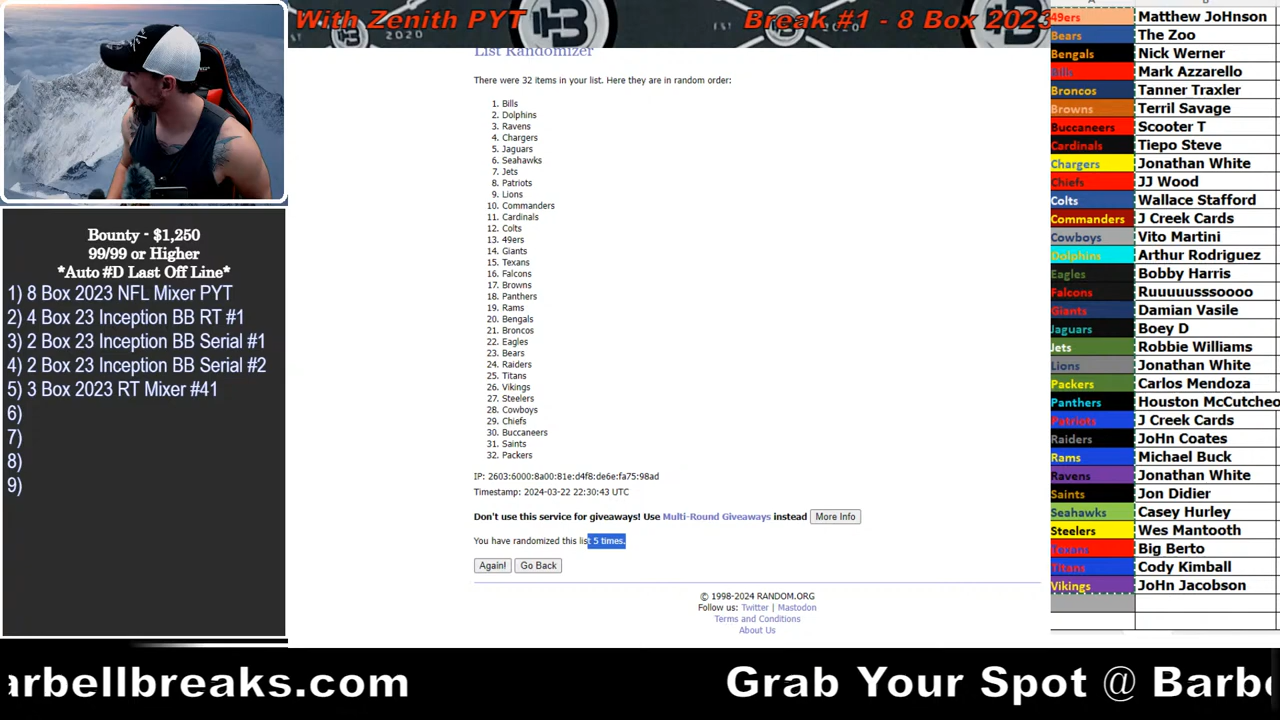 With Zenith PYT
Break #1 - 8 Box 2023
EST
2020
List Randomizer
There were 32 items in your list. Here they are in random order:
1. Bills
2. Dolphins
3. Ravens
4. Chargers
5. Jaguars
6. Seahawks
7. Jets
8. Patriots
9. Lions
10. Commanders
11. Cardinals
12. Colts
13. 49ers
14. Giants
15. Texans
16. Falcons
17. Browns
18. Panthers
19. Rams
20. Bengals
21. Broncos
22. Eagles
23. Bears
24. Raiders
25. Titans
26. Vikings
27. Steelers
28. Cowboys
29. Chiefs
30. Buccaneers
31. Saints
32. Packers
IP: 2603:6000:8a00:81e:d4f8:de6e:fa75:98ad
Timestamp: 2024-03-22 22:30:43 UTC
Don't use this service for giveaways! Use Multi-Round Giveaways instead More Info
You have randomized this list 5 times.
Again! Go Back
© 1998-2024 RANDOM.ORG
Follow us: Twitter | Mastodon
Terms and Conditions
About Us
Bounty - $1,250
99/99 or Higher
*Auto #D Last Off Line*
1) 8 Box 2023 NFL Mixer PYT
2) 4 Box 23 Inception BB RT #1
3) 2 Box 23 Inception BB Serial #1
4) 2 Box 23 Inception BB Serial #2
5) 3 Box 2023 RT Mixer #41
6)
7)
8)
9)
49ers Matthew JoHnson
Bears The Zoo
Bengals Nick Werner
Bills Mark Azzarello
Broncos Tanner Traxler
Browns Terril Savage
Buccaneers Scooter T
Cardinals Tiepo Steve
Chargers Jonathan White
Chiefs JJ Wood
Colts Wallace Stafford
Commanders J Creek Cards
Cowboys Vito Martini
Dolphins Arthur Rodriguez
Eagles Bobby Harris
Falcons Ruuuuusssoooo
Giants Damian Vasile
Jaguars Boey D
Jets Robbie Williams
Lions Jonathan White
Packers Carlos Mendoza
Panthers Houston McCutcheo
Patriots J Creek Cards
Raiders JoHn Coates
Rams Michael Buck
Ravens Jonathan White
Saints Jon Didier
Seahawks Casey Hurley
Steelers Wes Mantooth
Texans Big Berto
Titans Cody Kimball
Vikings JoHn Jacobson
arbellbreaks.com
Grab Your Spot @ Barbe